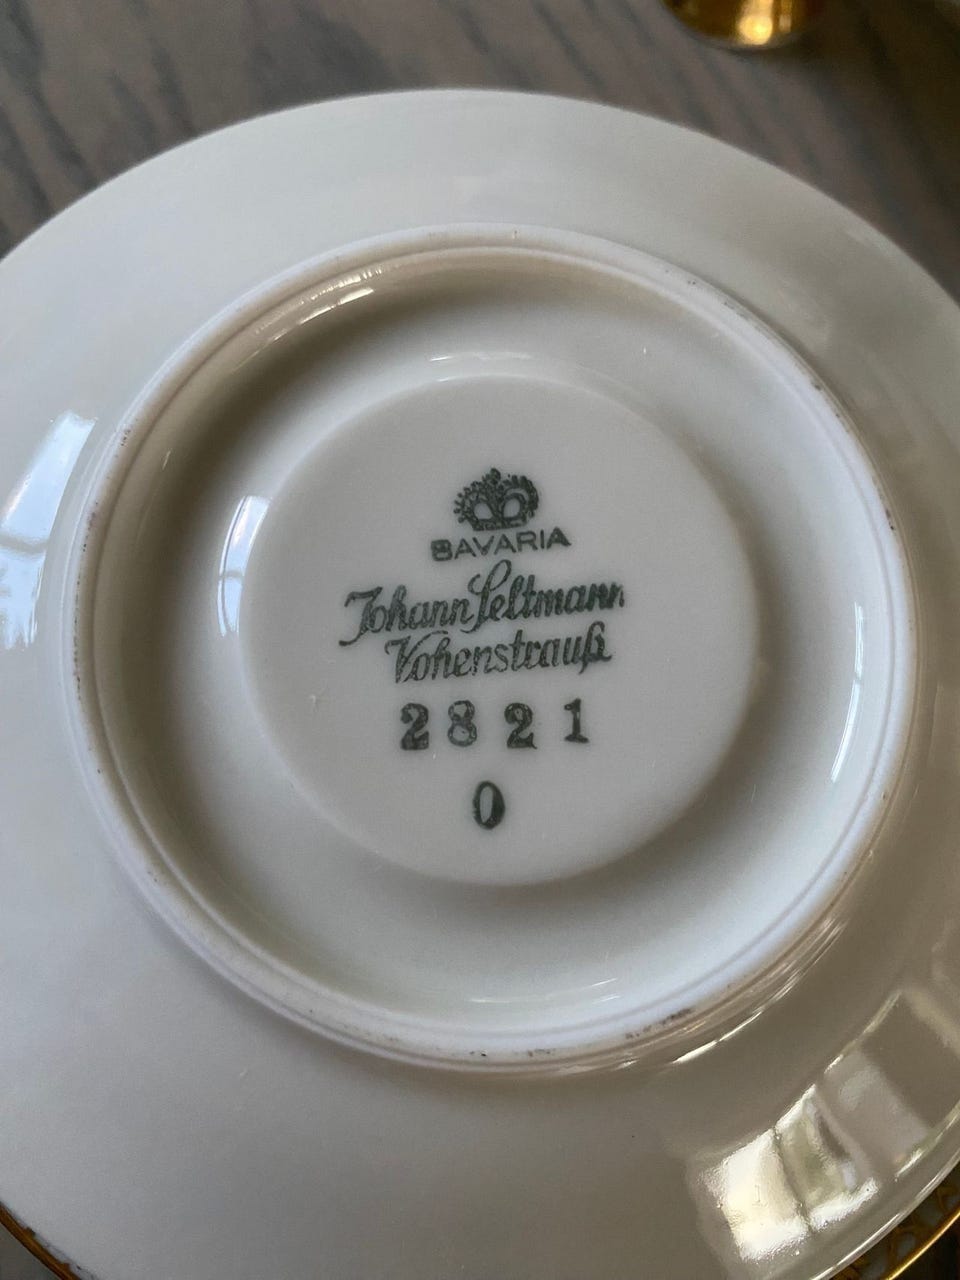 BAVARIA
Johann Seltmann
Vohenstrauß
2821
0